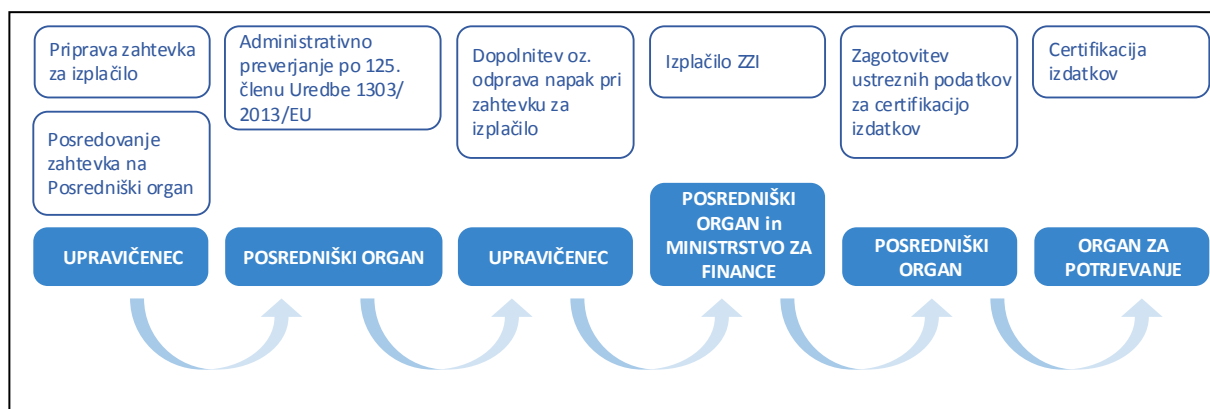 Priprava zahtevka
za izplačilo
Posredovanje
zahtevka na
Posredniški organ
UPRAVIČENEC
Administrativno
preverjanje po 125.
členu Uredbe 1303/
2013/EU
POSREDNIŠKI ORGAN
Dopolnitev oz.
odprava napak pri
zahtevku za
izplačilo
UPRAVIČENEC
Izplačilo ZZI
POSREDNIŠKI
ORGAN in
MINISTRSTVO ZA
FINANCE
Zagotovitev
ustreznih podatkov
za certifikacijo
izdatkov
POSREDNIŠKI
ORGAN
Certifikacija
izdatkov
ORGAN ZA
POTRJEVANJE